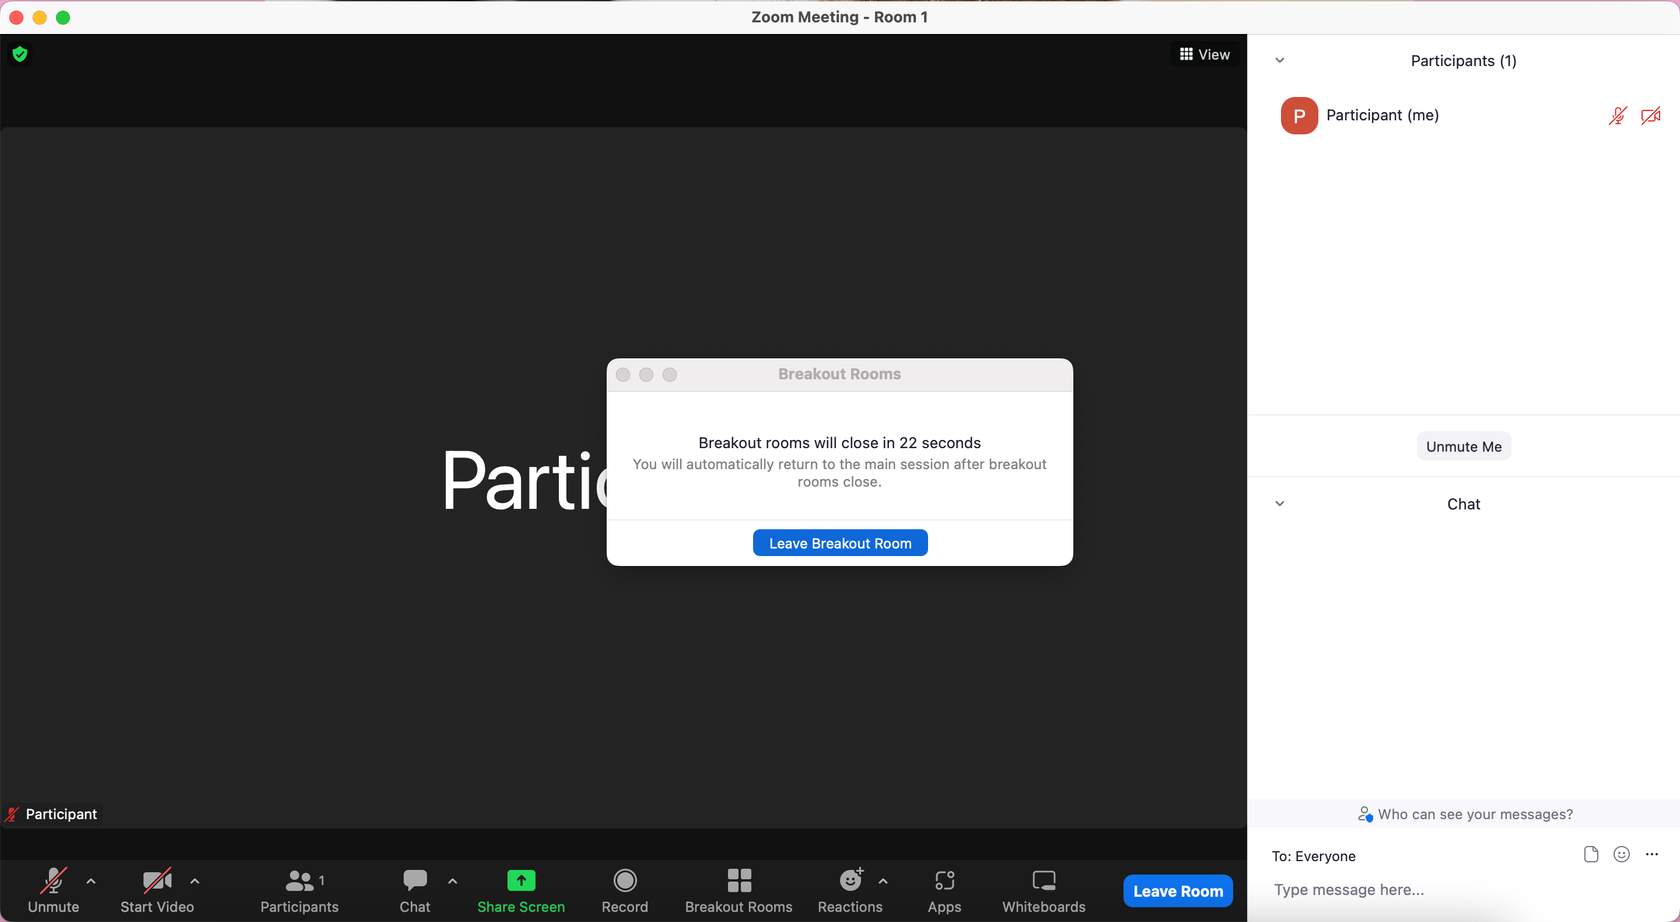 Zoom Meeting - Room 1
View
Participants (1)
P
Participant (me)
Breakout Rooms
Breakout rooms will close in 22 seconds
You will automatically return to the main session after breakout
rooms close.
Leave Breakout Room
Unmute Me
Chat
Participant
Who can see your messages?
To: Everyone
Type message here...
1
Unmute
Start Video
Participants
Chat
Share Screen
Record
Breakout Rooms
Reactions
Apps
Whiteboards
Leave Room